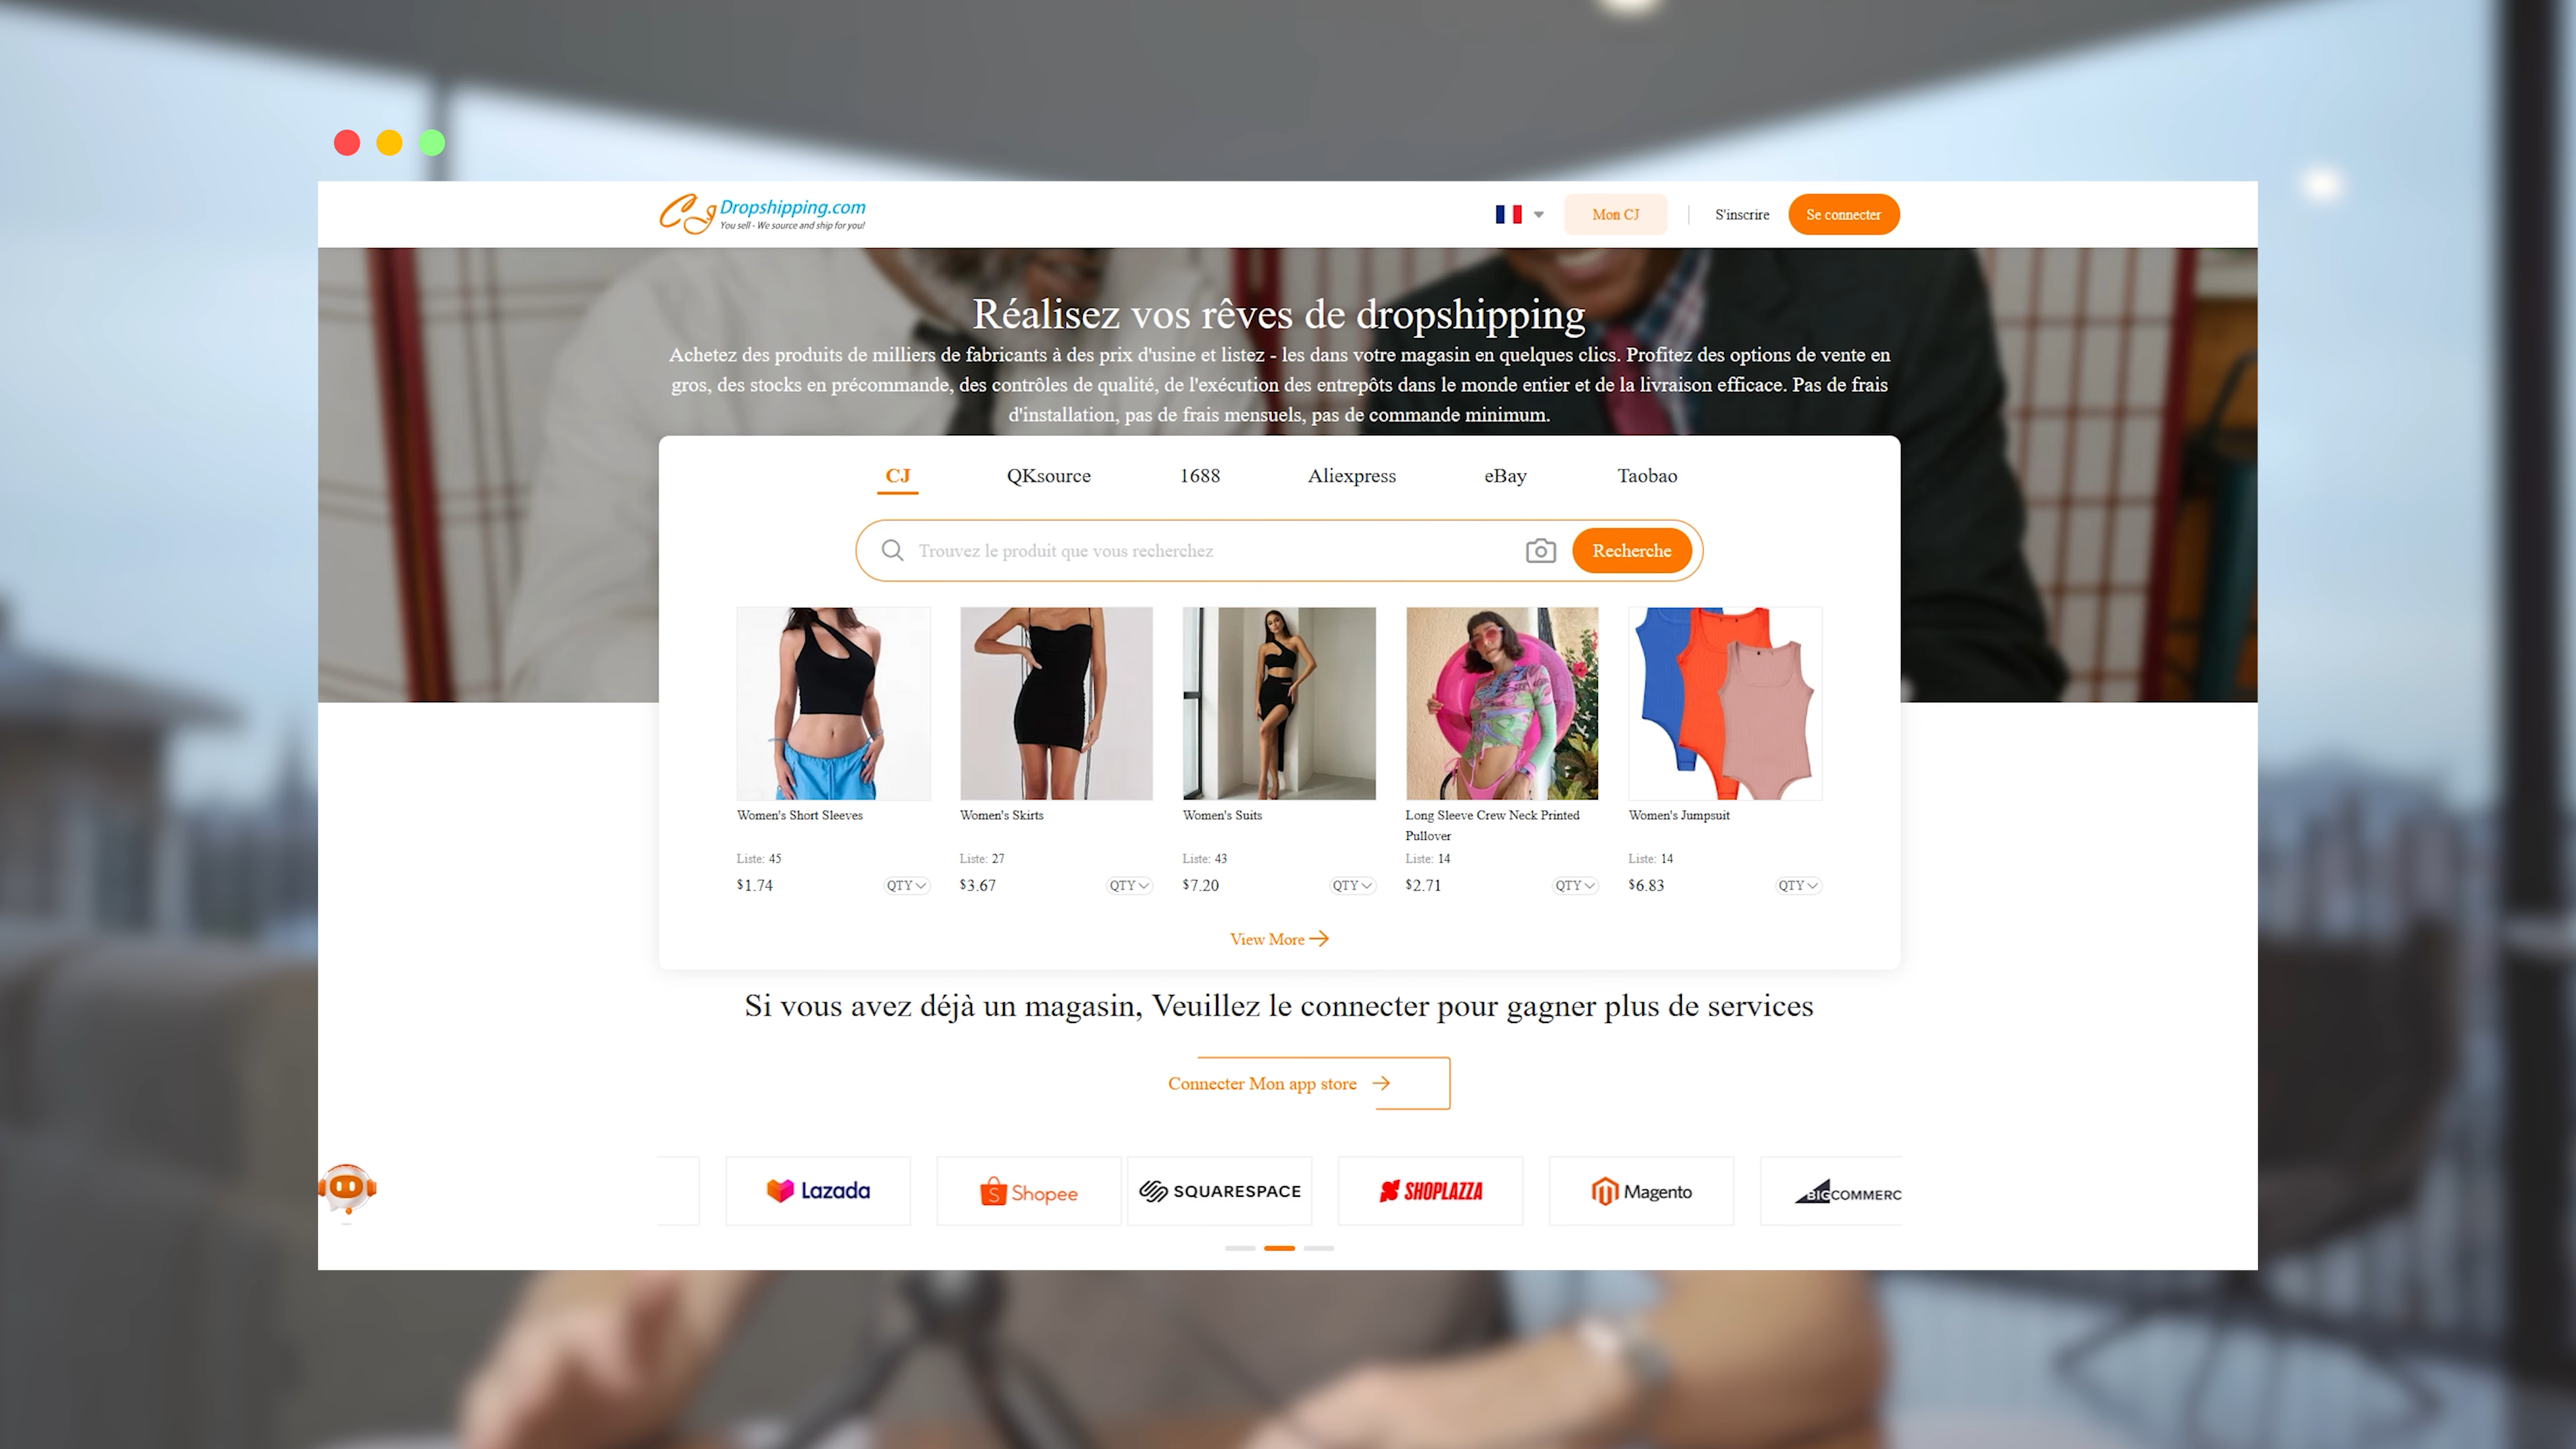 CJ Dropshipping.com
You sell - We source and ship for you!
Mon CJ
S'inscrire
Se connecter
Réalisez vos rêves de dropshipping
Achetez des produits de milliers de fabricants à des prix d'usine et listez - les dans votre magasin en quelques clics. Profitez des options de vente en
gros, des stocks en précommande, des contrôles de qualité, de l'exécution des entrepôts dans le monde entier et de la livraison efficace. Pas de frais
d'installation, pas de frais mensuels, pas de commande minimum.
CJ QKsource 1688 Aliexpress eBay Taobao
Trouvez le produit que vous recherchez
Recherche
Women's Short Sleeves
Liste: 45
$1.74 QTY
Women's Skirts
Liste: 27
$3.67 QTY
Women's Suits
Liste: 43
$7.20 QTY
Long Sleeve Crew Neck Printed
Pullover
Liste: 14
$2.71 QTY
Women's Jumpsuit
Liste: 14
$6.83 QTY
View More
Si vous avez déjà un magasin, Veuillez le connecter pour gagner plus de services
Connecter Mon app store
Lazada
Shopee
SQUARESPACE
SHOPLAZZA
Magento
BIGCOMMERC